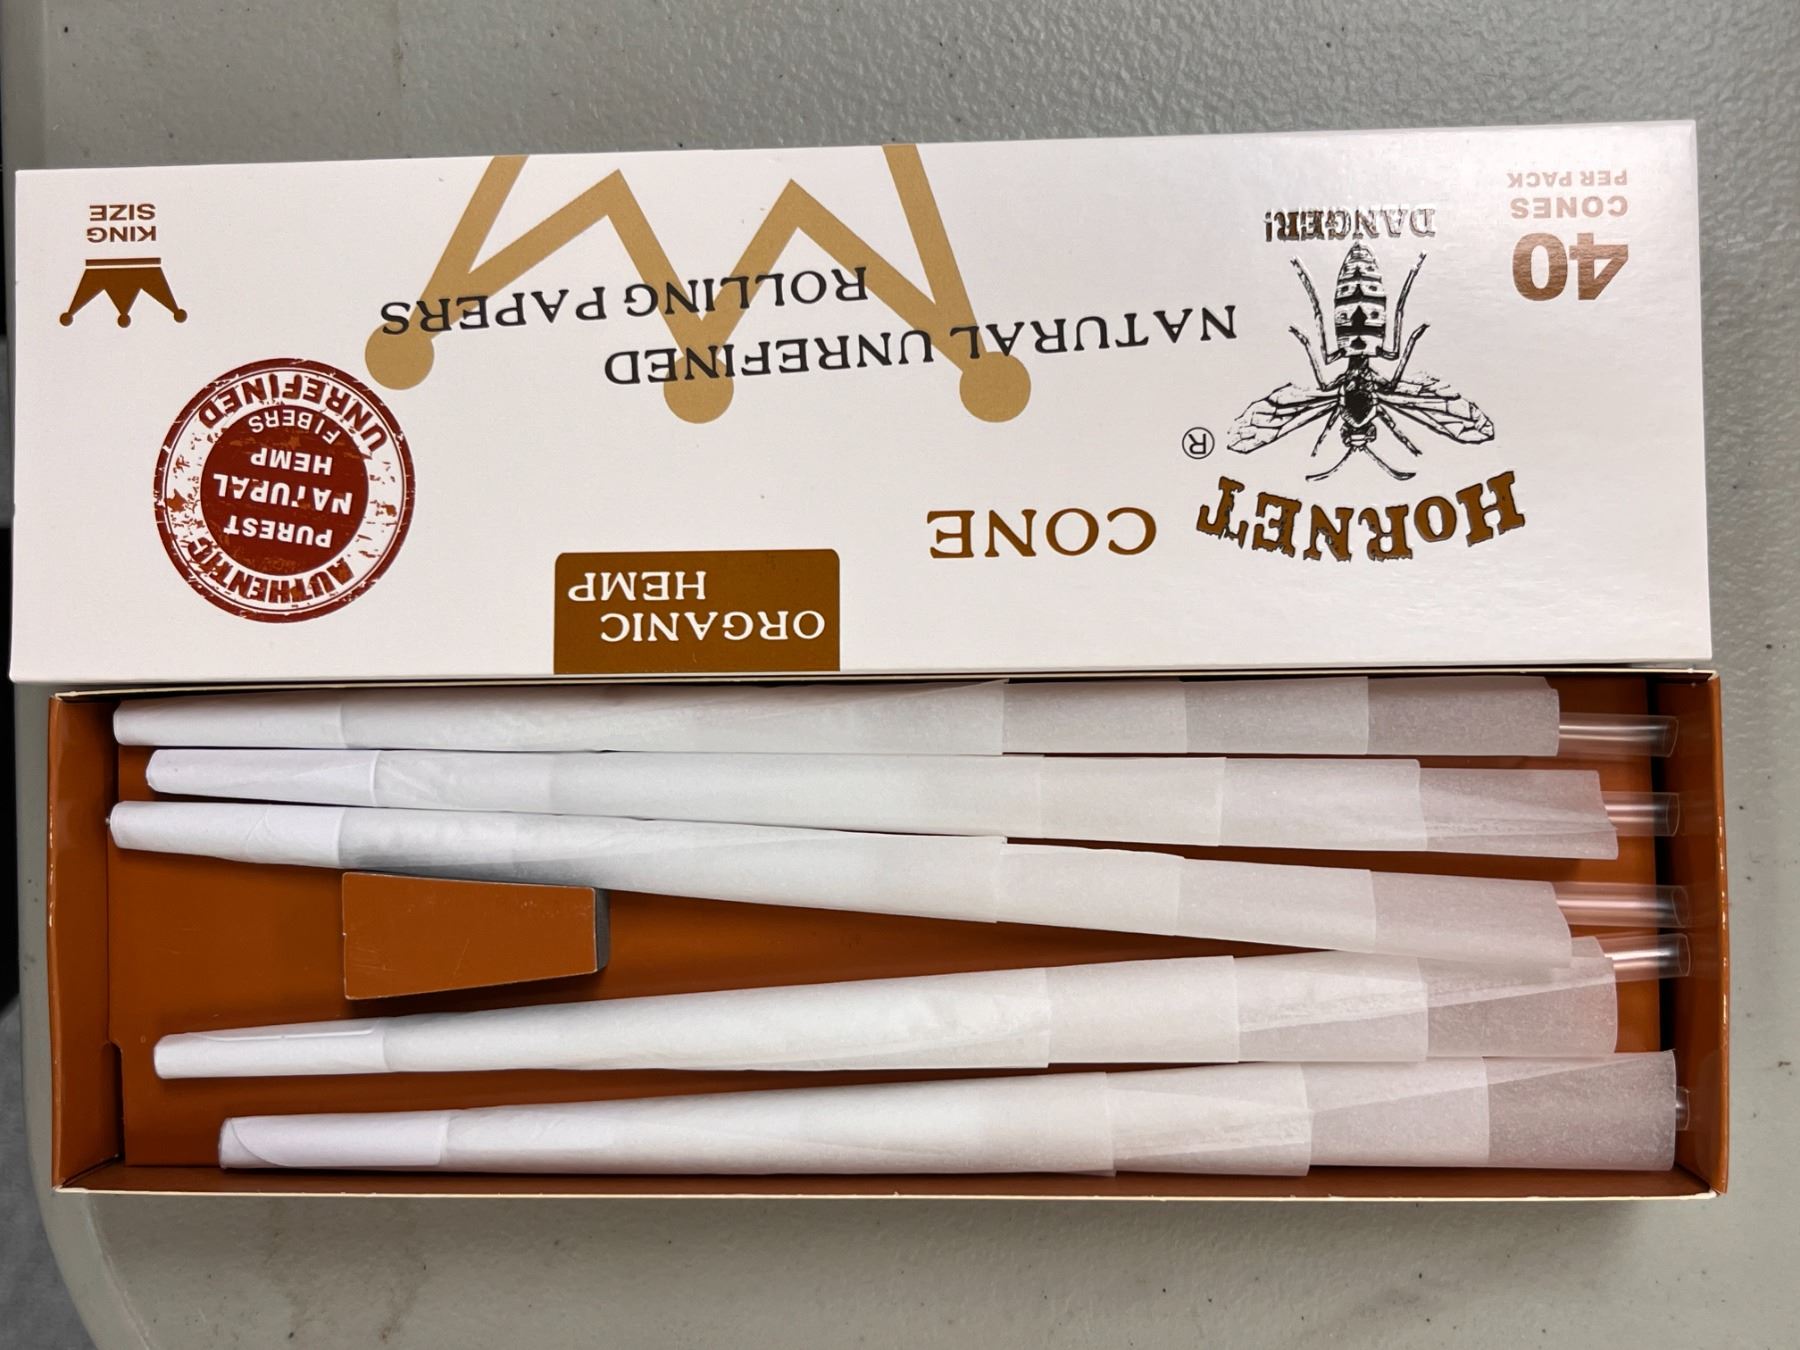 40
CONES
PER PACK
HORNET
®
DANGER!
CONE
ORGANIC
HEMP
NATURAL UNREFINED
ROLLING PAPERS
AUTHENTIC
PUREST
NATURAL
HEMP
FIBERS
UNREFINED
KING
SIZE